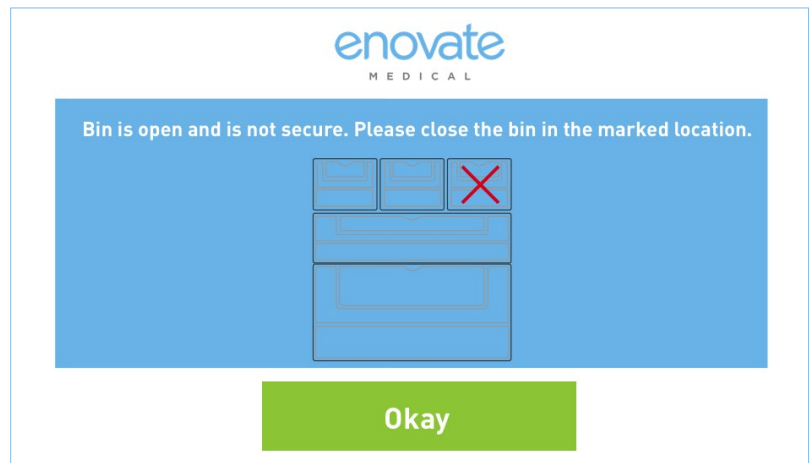 enovate
MEDICAL
Bin is open and is not secure. Please close the bin in the marked location.
Okay